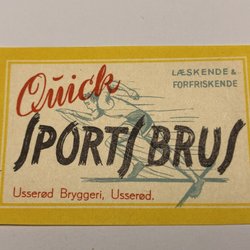 Quick
LÆSKENDE &
FORFRISKENDE
SPORTS BRUS
Usserød Bryggeri, Usserød.